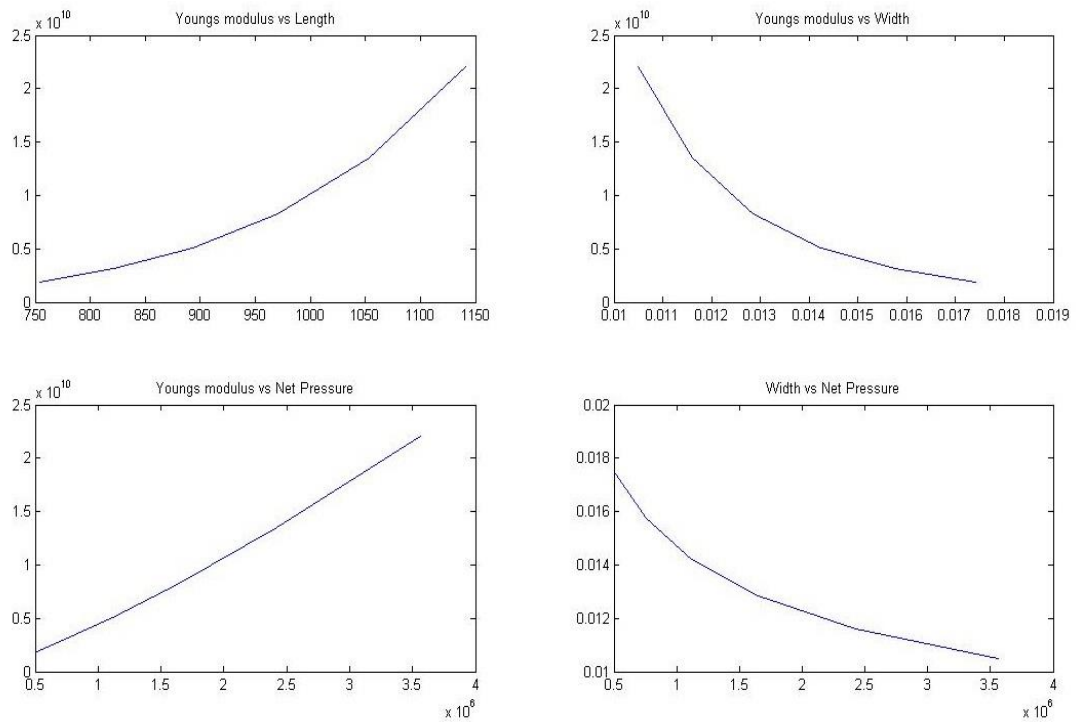 Youngs modulus vs Length
x 10^10
2.5
2
1.5
1
0.5
0
750 800 850 900 950 1000 1050 1100 1150
Youngs modulus vs Width
x 10^10
2.5
2
1.5
1
0.5
0
0.01 0.011 0.012 0.013 0.014 0.015 0.016 0.017 0.018 0.019
Youngs modulus vs Net Pressure
x 10^10
2.5
2
1.5
1
0.5
0
0.5 1 1.5 2 2.5 3 3.5 4
x 10^6
Width vs Net Pressure
0.02
0.018
0.016
0.014
0.012
0.01
0.5 1 1.5 2 2.5 3 3.5 4
x 10^6